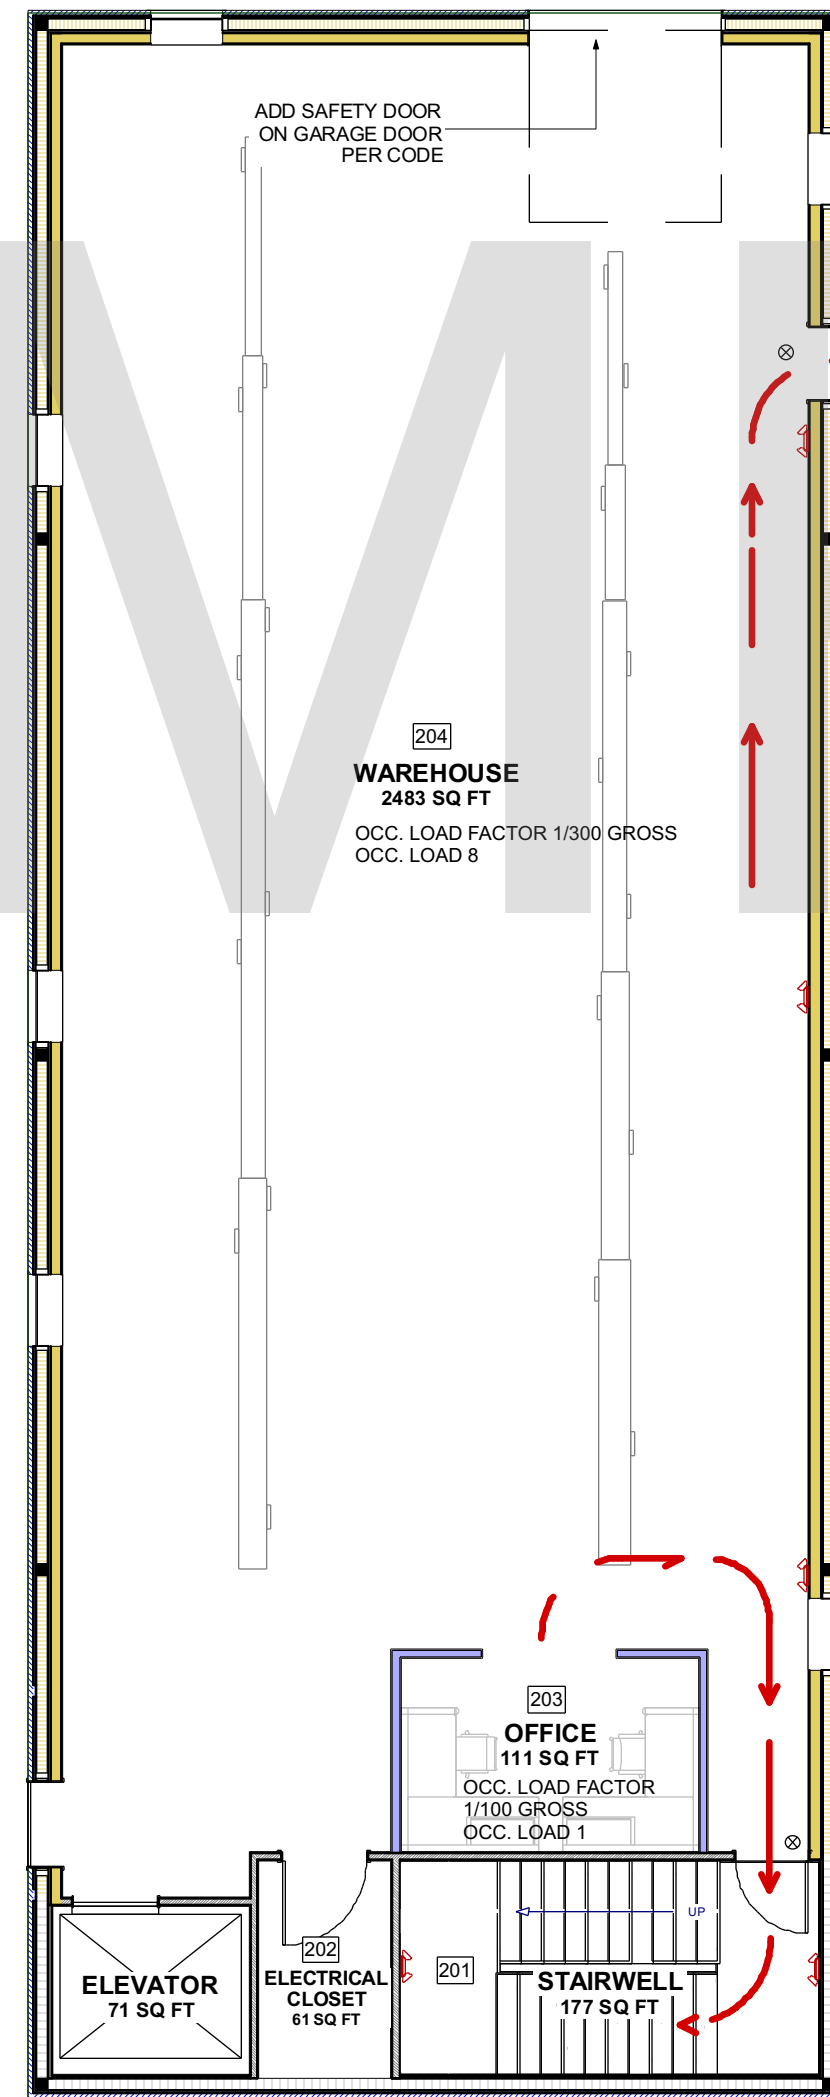 ADD SAFETY DOOR
ON GARAGE DOOR
PER CODE
204
WAREHOUSE
2483 SQ FT
OCC. LOAD FACTOR 1/300 GROSS
OCC. LOAD 8
203
OFFICE
111 SQ FT
OCC. LOAD FACTOR
1/100 GROSS
OCC. LOAD 1
UP
202
ELECTRICAL
CLOSET
61 SQ FT
201
STAIRWELL
177 SQ FT
ELEVATOR
71 SQ FT